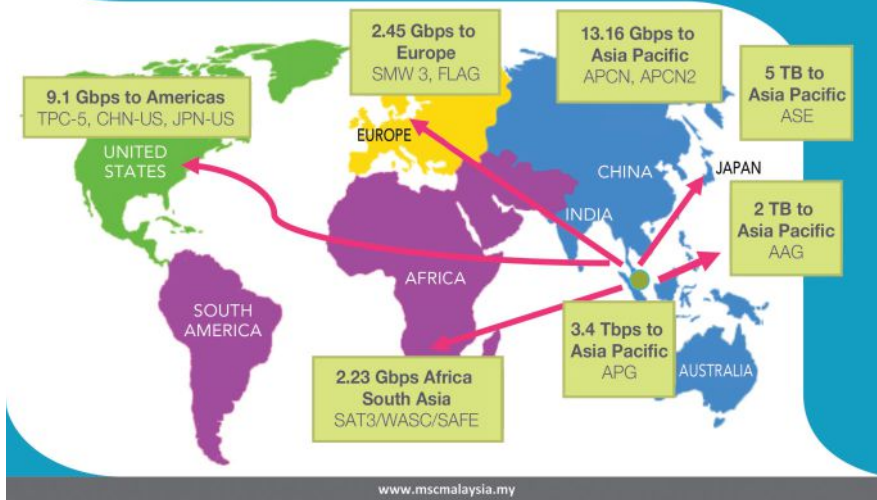 2.45 Gbps to
Europe
SMW 3, FLAG
13.16 Gbps to
Asia Pacific
APCN, APCN2
5 TB to
Asia Pacific
ASE
9.1 Gbps to Americas
TPC-5, CHN-US, JPN-US
UNITED
STATES
EUROPE
CHINA
JAPAN
INDIA
2 TB to
Asia Pacific
AAG
AFRICA
SOUTH
AMERICA
3.4 Tbps to
Asia Pacific
APG
AUSTRALIA
2.23 Gbps Africa
South Asia
SAT3/WASC/SAFE
www.mscmalaysia.my